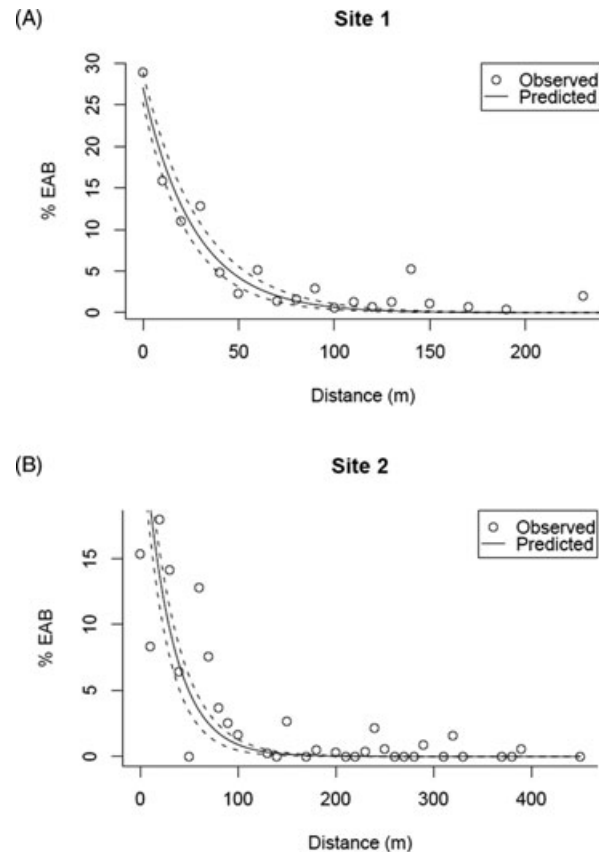 (A)
Site 1
30
25
20
15
10
5
0
% EAB
Observed
Predicted
0 50 100 150 200
Distance (m)
(B)
Site 2
15
10
5
0
% EAB
Observed
Predicted
0 100 200 300 400
Distance (m)